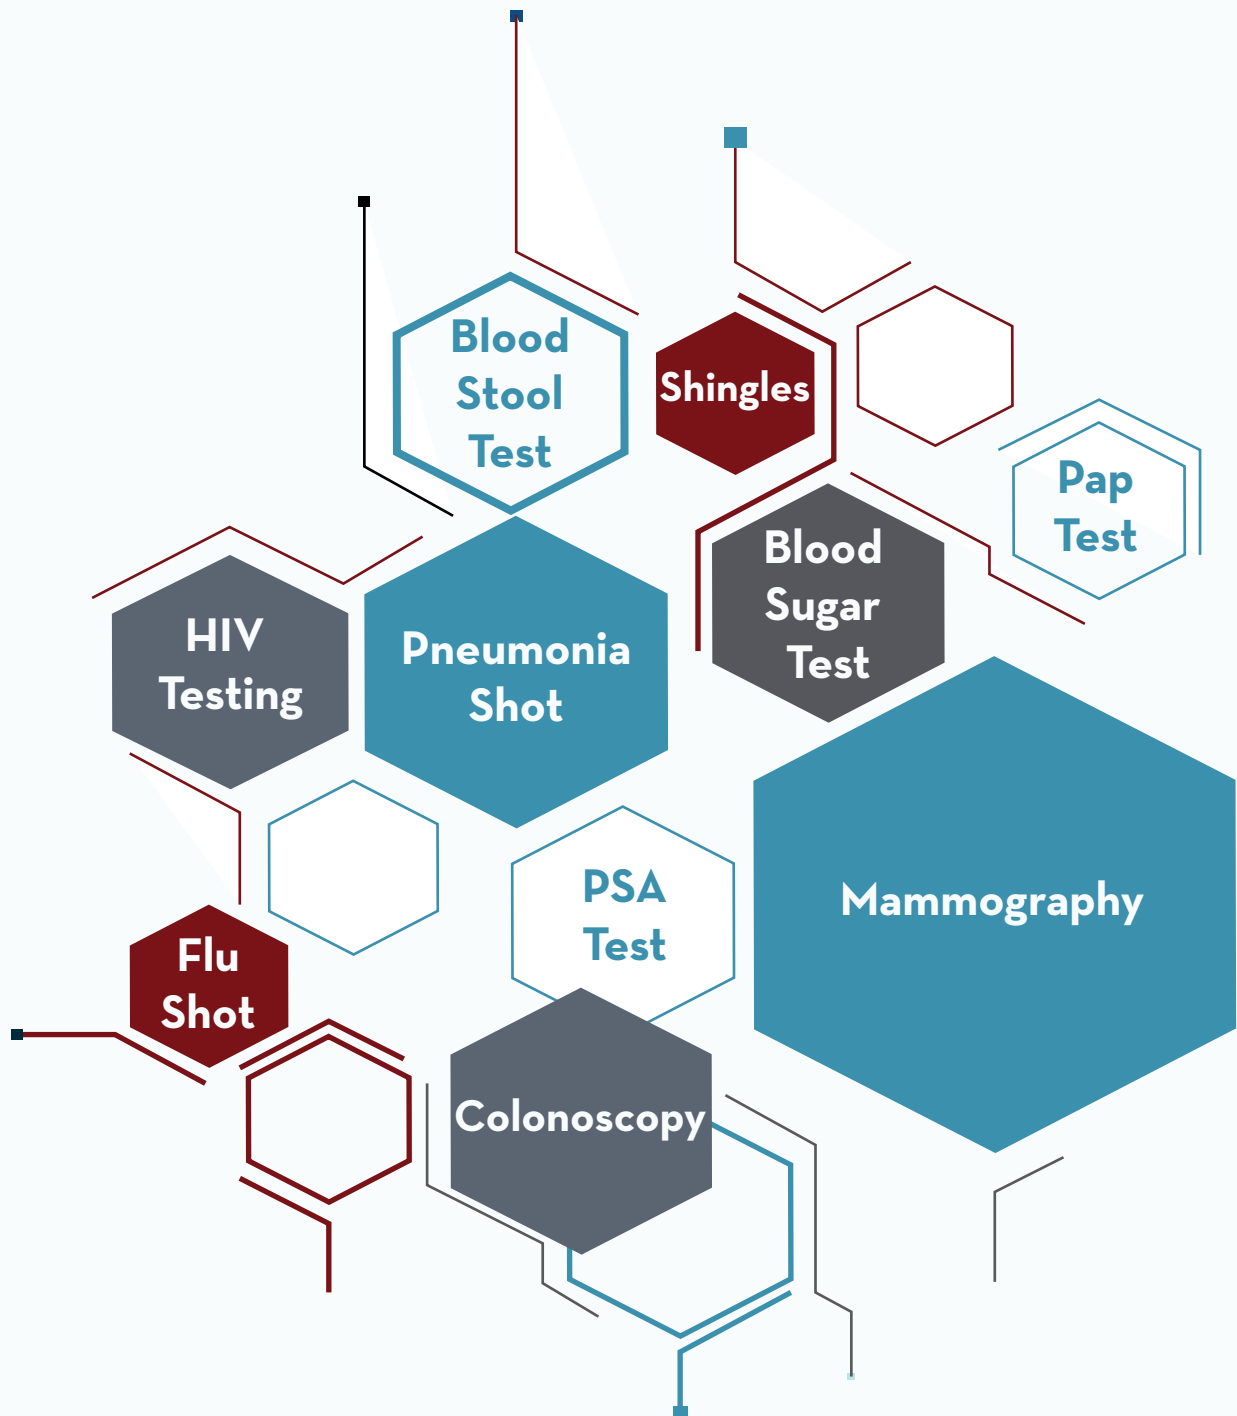 Blood
Stool
Test
Shingles
Pap
Test
Blood
Sugar
Test
HIV
Testing
Pneumonia
Shot
PSA
Test
Mammography
Flu
Shot
Colonoscopy